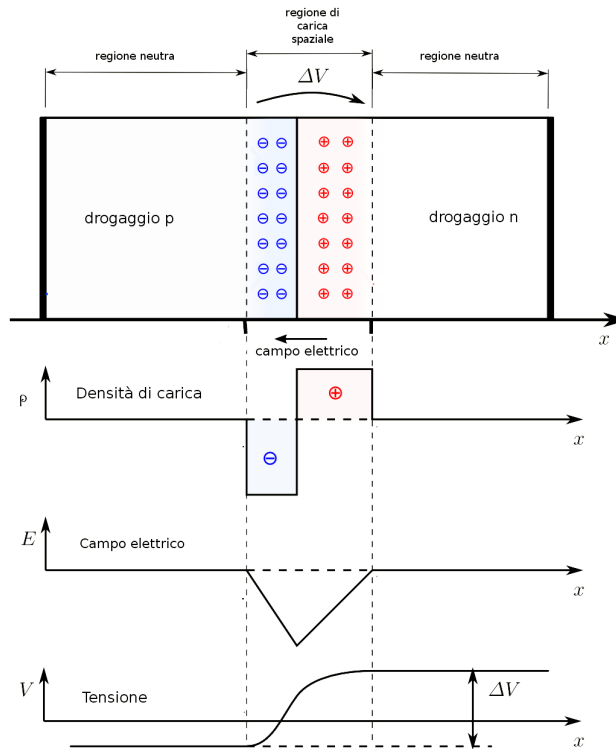 regione di
carica
spaziale
regione neutra
regione neutra
ΔV
drogaggio p
drogaggio n
x
campo elettrico
ρ
Densità di carica
x
E
Campo elettrico
x
V
Tensione
ΔV
x